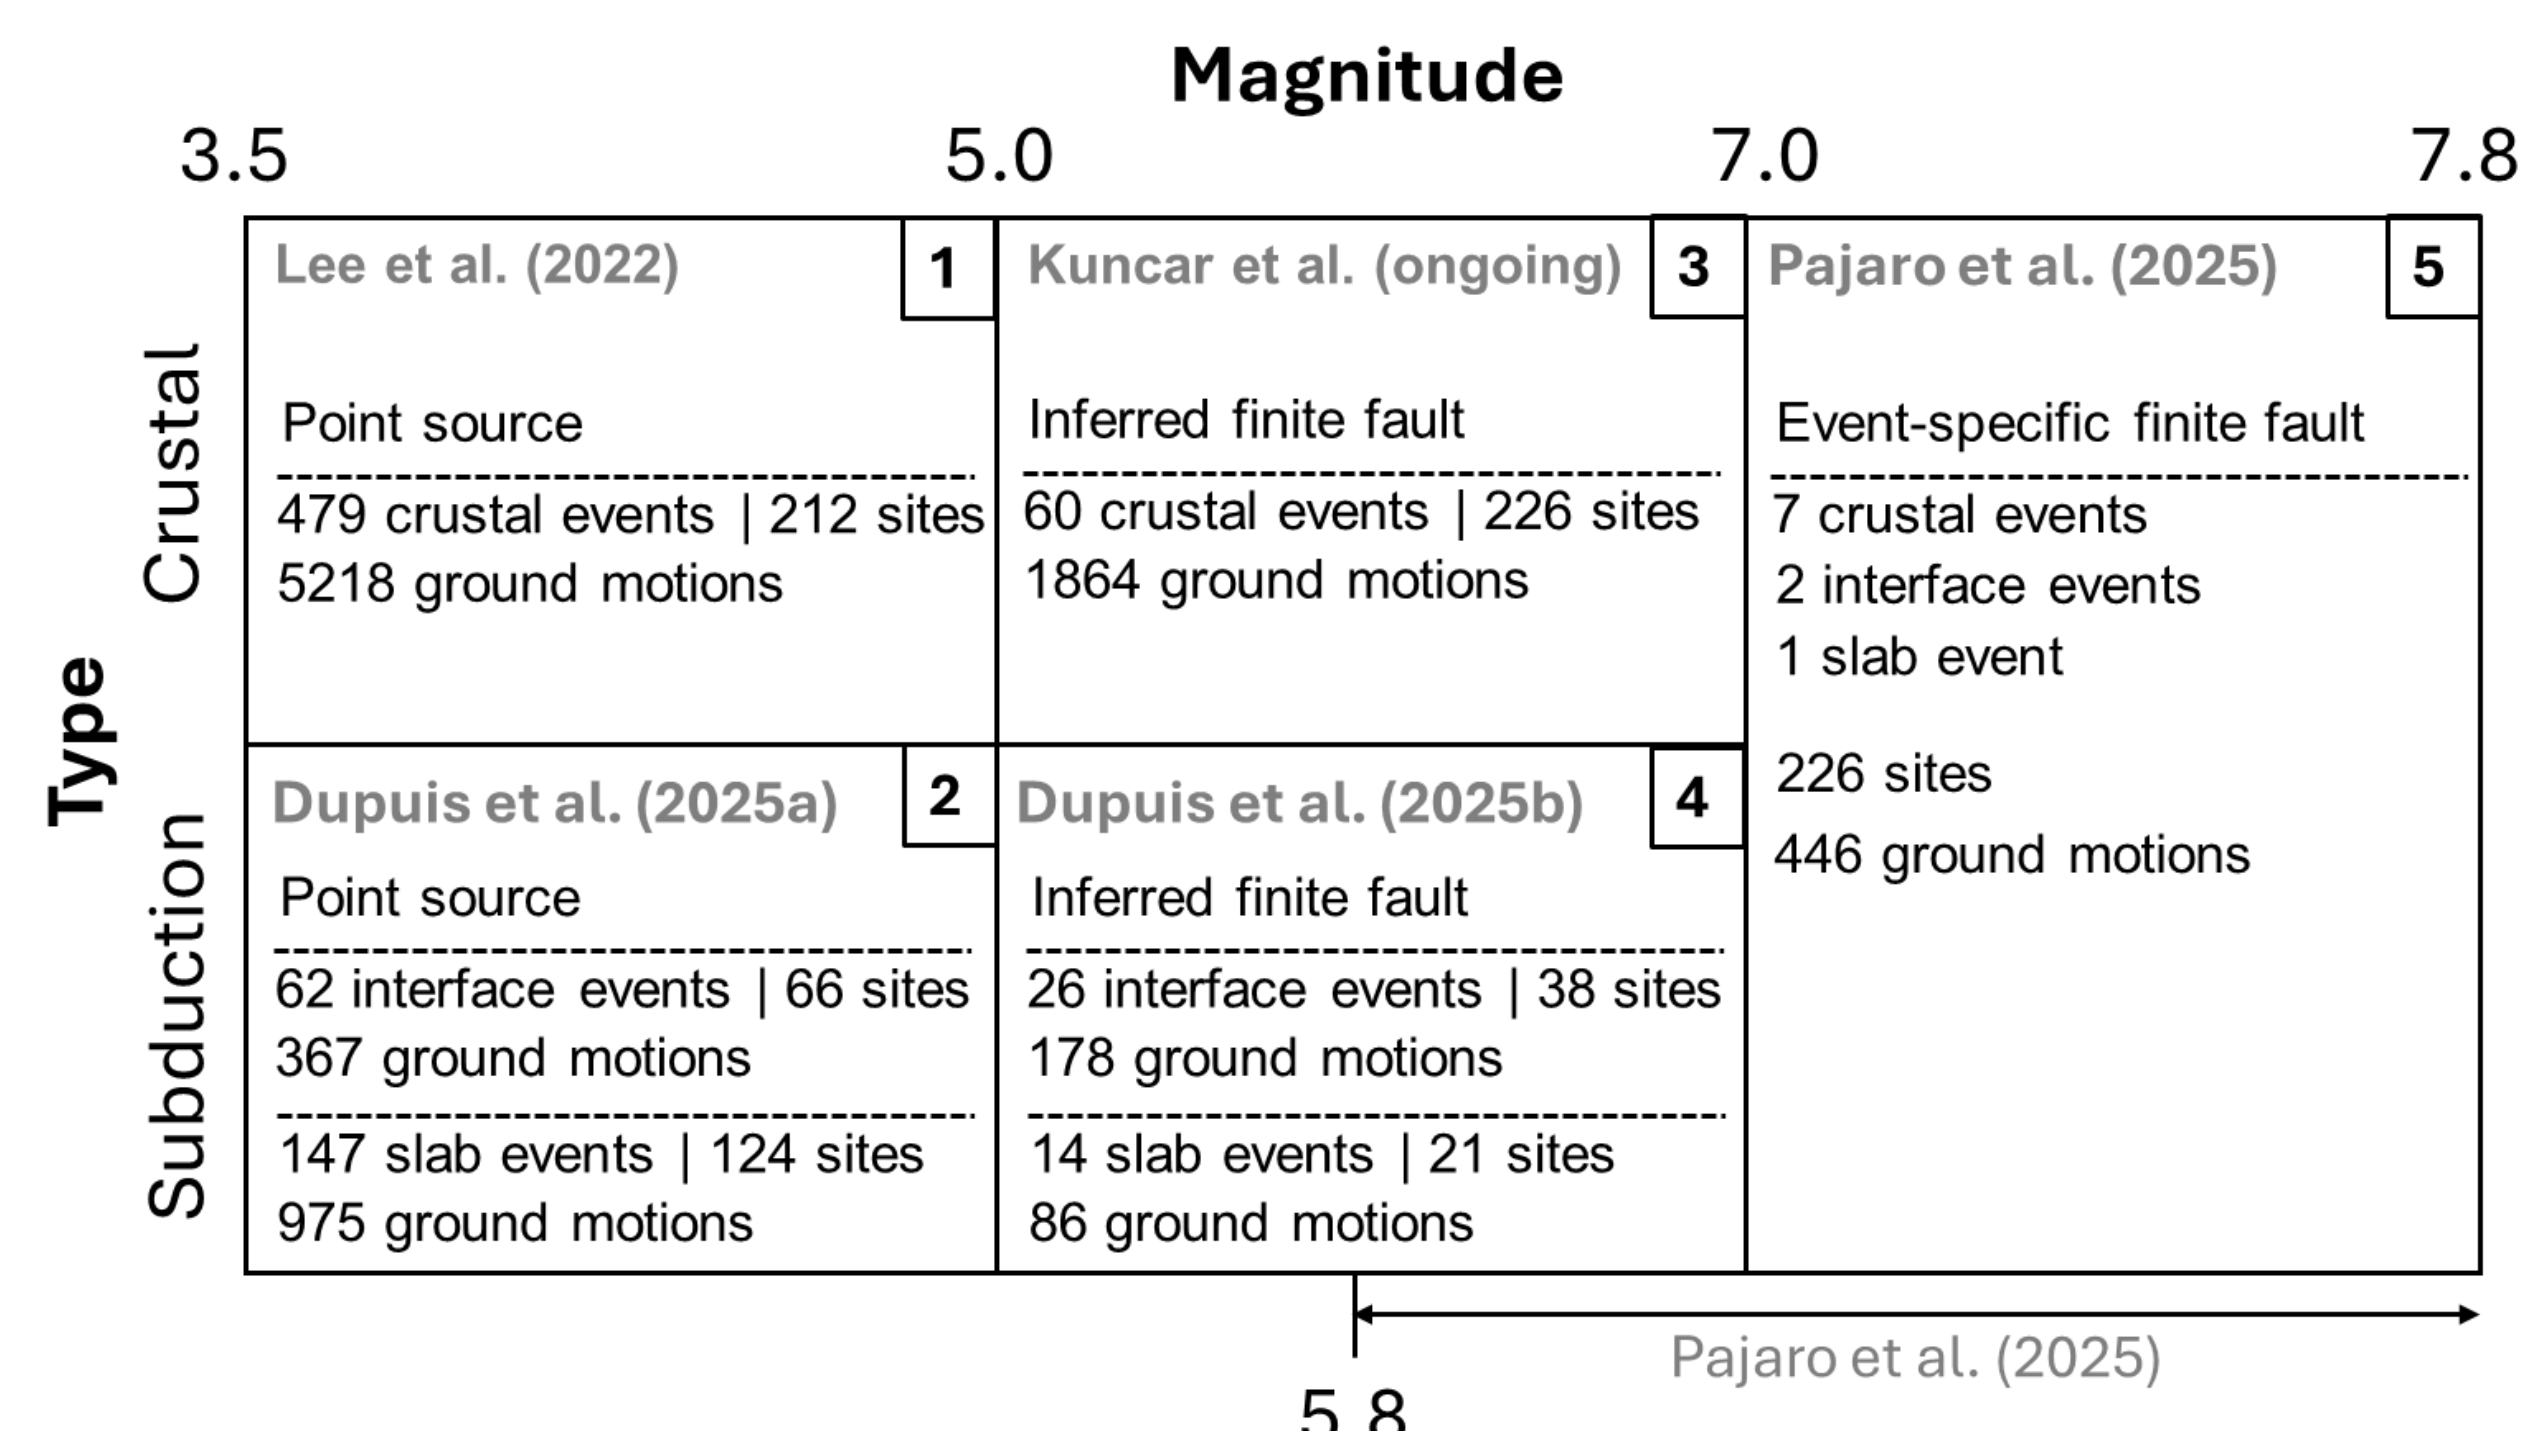 Magnitude
3.5 5.0 7.0 7.8
Type
Crustal
Subduction
Lee et al. (2022) 1
Point source
479 crustal events | 212 sites
5218 ground motions
Kuncar et al. (ongoing) 3
Inferred finite fault
60 crustal events | 226 sites
1864 ground motions
Pajaro et al. (2025) 5
Event-specific finite fault
7 crustal events
2 interface events
1 slab event
226 sites
446 ground motions
Dupuis et al. (2025a) 2
Point source
62 interface events | 66 sites
367 ground motions
147 slab events | 124 sites
975 ground motions
Dupuis et al. (2025b) 4
Inferred finite fault
26 interface events | 38 sites
178 ground motions
14 slab events | 21 sites
86 ground motions
Pajaro et al. (2025)
5.8